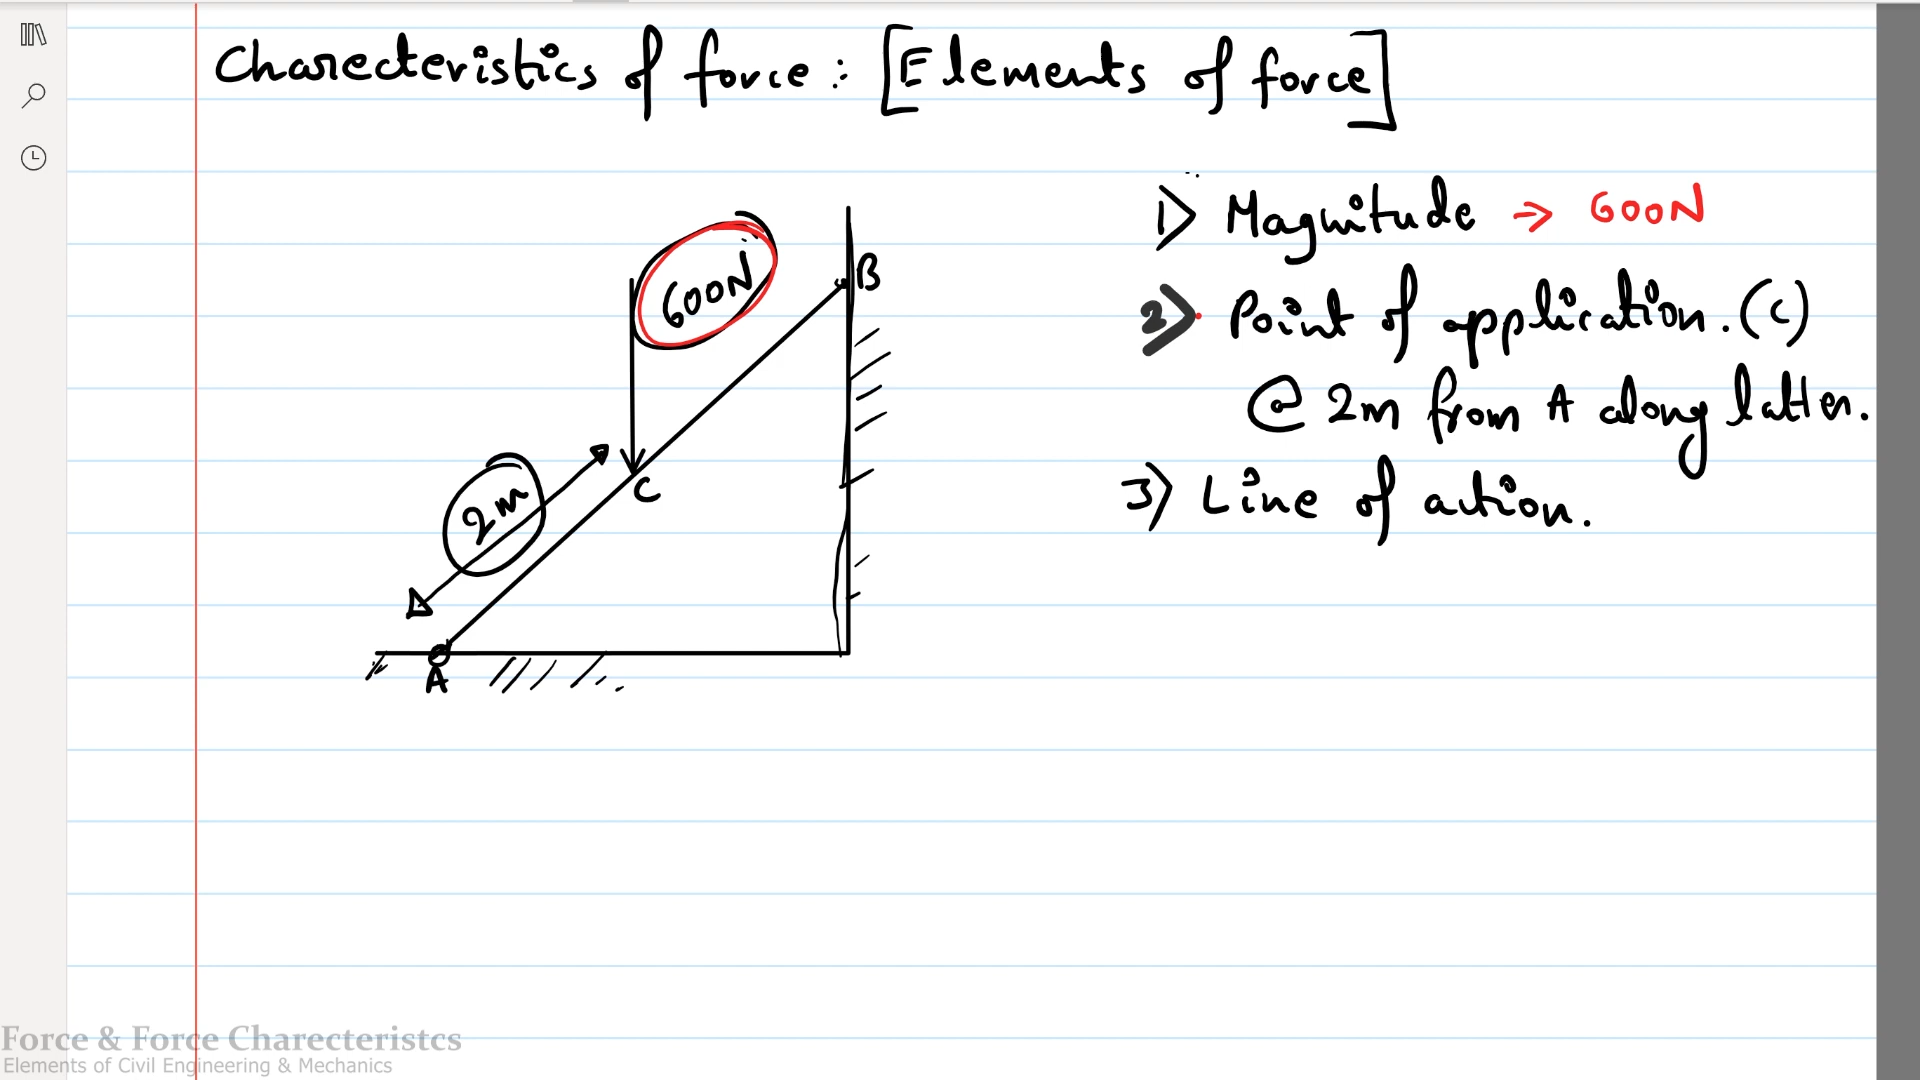 Charecteristics of force : [Elements of force]
1) Magnitude → 600N
2) Point of application. (C)
@ 2m from A along latter.
3) Line of action.
600N
B
2m
C
A
Force & Force Charecteristcs
Elements of Civil Engineering & Mechanics